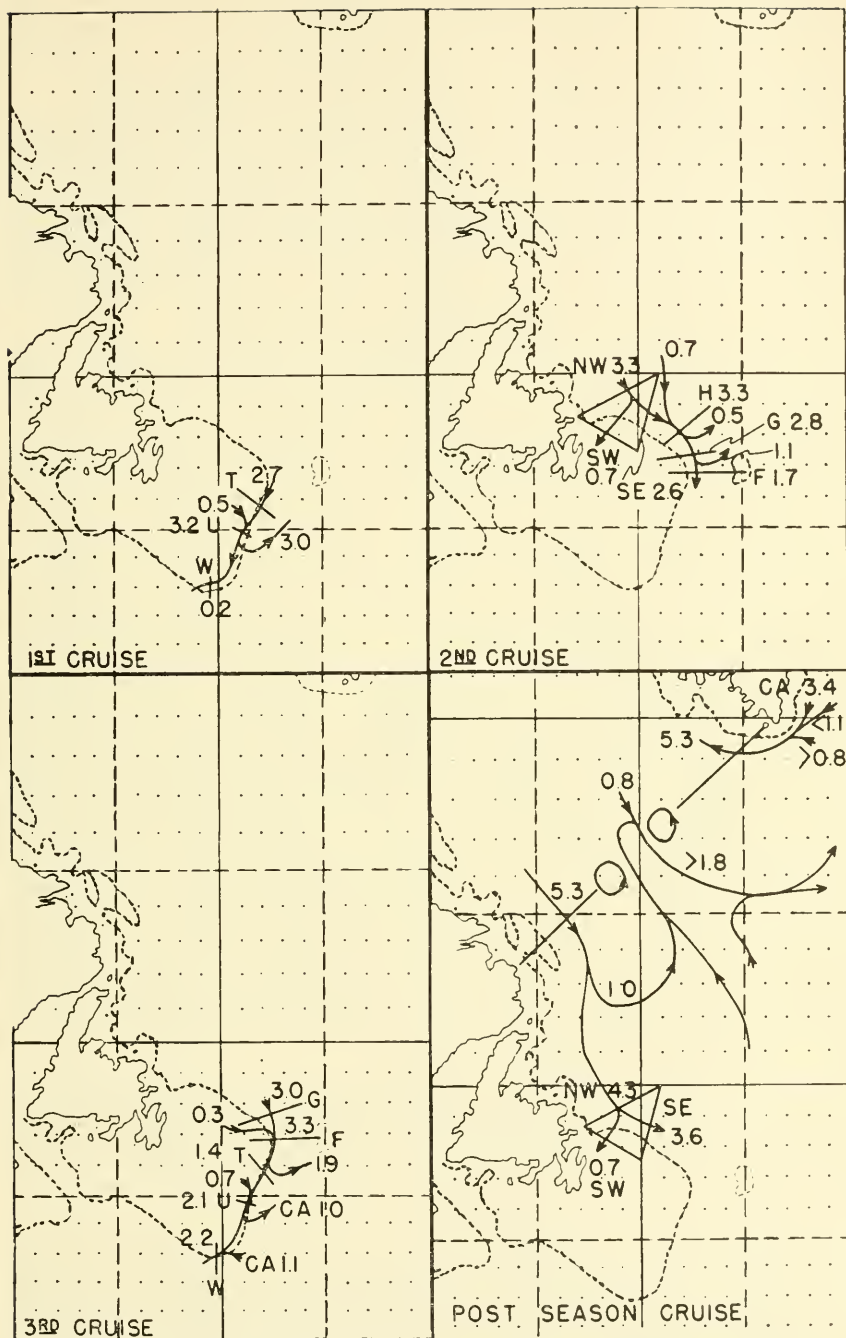 2.7
T
0.5
3.2 U
3.0
W
0.2
1ST CRUISE
0.7
NW 3.3
H 3.3
0.5
G 2.8
1.1
SW
0.7
SE 2.6
F 1.7
2ND CRUISE
3.0 G
0.3
3.3 F
1.4 T
1.9
0.7
2.1 U
CA 1.0
2.2
CA 1.1
W
3RD CRUISE
CA 3.4
<1.1
5.3
>0.8
0.8
>1.8
5.3
1.0
NW 4.3
SE
3.6
0.7
SW
POST SEASON CRUISE